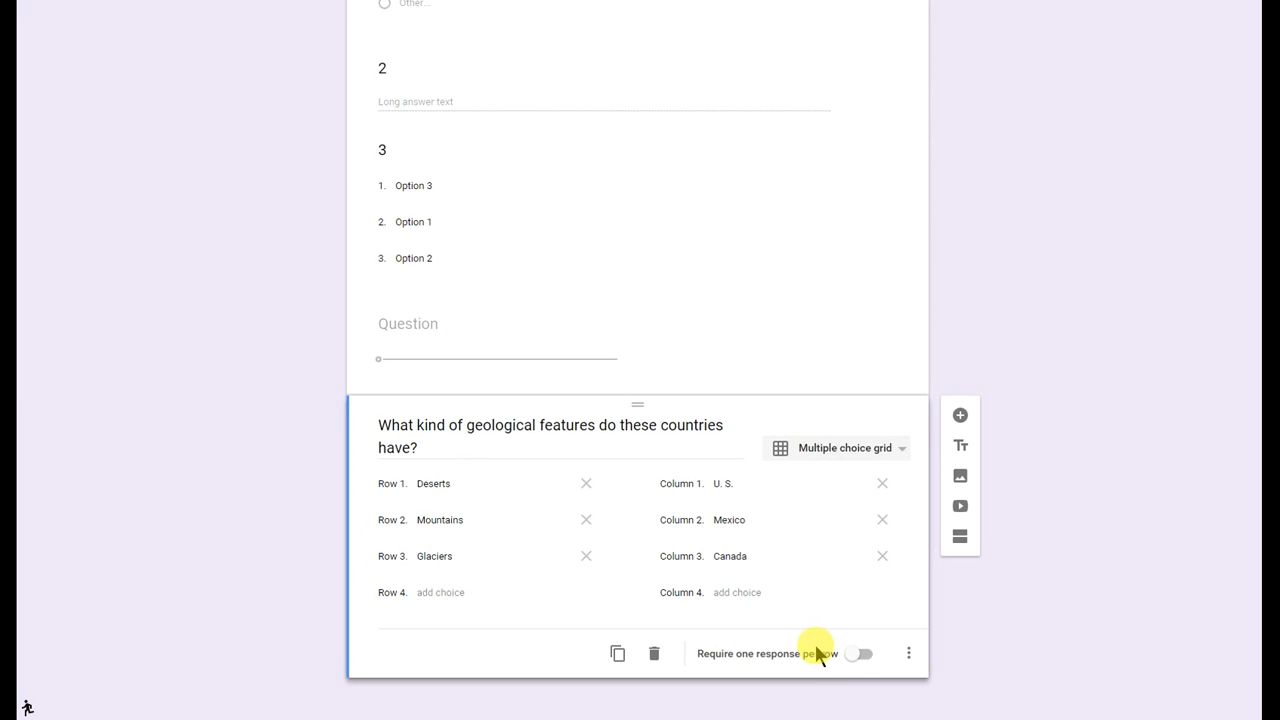 Other...
2
Long answer text
3
1. Option 3
2. Option 1
3. Option 2
Question
What kind of geological features do these countries
have?
Multiple choice grid
Row 1. Deserts
Column 1. U. S.
Row 2. Mountains
Column 2. Mexico
Row 3. Glaciers
Column 3. Canada
Row 4. add choice
Column 4. add choice
Require one response per row
Tт